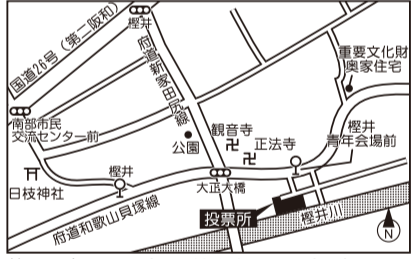 樫井
国道26号(第二阪和)
府道新家田尻線
重要文化財
奥家住宅
南部市民
交流センター前
公園
観音寺
卍
正法寺
卍
樫井
青年会場前
日枝神社
樫井
大正大橋
府道和歌山貝塚線
投票所
樫井川
N